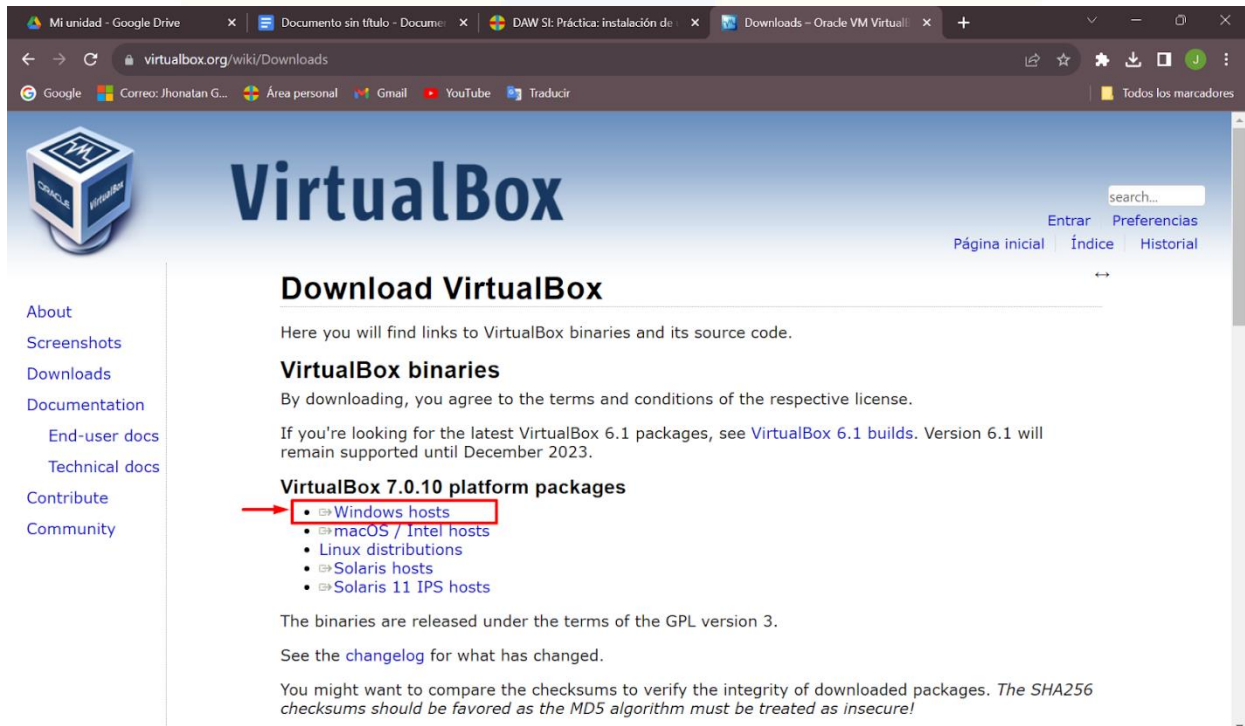 Mi unidad - Google Drive
Documento sin título - Docume
DAW SI: Práctica: instalación de
Downloads – Oracle VM Virtual
virtualbox.org/wiki/Downloads
J
Google
Correo: Jhonatan G...
Área personal
Gmail
YouTube
Traducir
Todos los marcadores
ORACLE
VirtualBox
VirtualBox
search...
Entrar Preferencias
Página inicial Índice Historial
About
Screenshots
Downloads
Documentation
End-user docs
Technical docs
Contribute
Community
Download VirtualBox
Here you will find links to VirtualBox binaries and its source code.
VirtualBox binaries
By downloading, you agree to the terms and conditions of the respective license.
If you're looking for the latest VirtualBox 6.1 packages, see VirtualBox 6.1 builds. Version 6.1 will
remain supported until December 2023.
VirtualBox 7.0.10 platform packages
Windows hosts
macOS / Intel hosts
Linux distributions
Solaris hosts
Solaris 11 IPS hosts
The binaries are released under the terms of the GPL version 3.
See the changelog for what has changed.
You might want to compare the checksums to verify the integrity of downloaded packages. The SHA256
checksums should be favored as the MD5 algorithm must be treated as insecure!